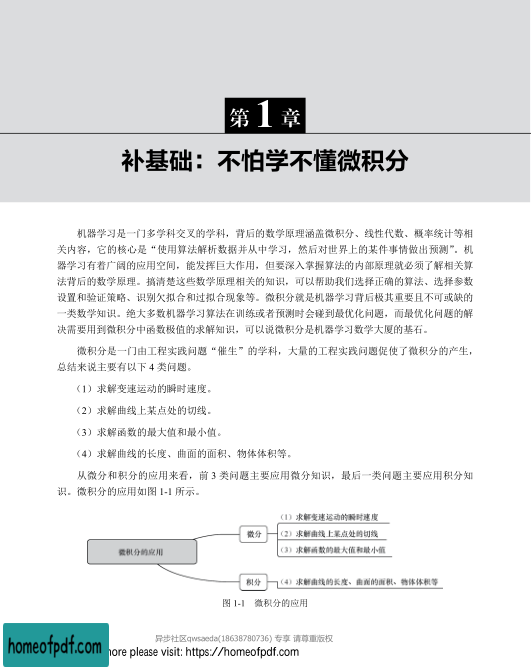 第1章
补基础：不怕学不懂微积分
机器学习是一门多学科交叉的学科，背后的数学原理涵盖微积分、线性代数、概率统计等相
关内容，它的核心是“使用算法解析数据并从中学习，然后对世界上的某件事情做出预测”。机
器学习有着广阔的应用空间，能发挥巨大作用，但要深入掌握算法的内部原理就必须了解相关算
法背后的数学原理。搞清楚这些数学原理相关的知识，可以帮助我们选择正确的算法、选择参数
设置和验证策略、识别欠拟合和过拟合现象等。微积分就是机器学习背后极其重要且不可或缺的
一类数学知识。绝大多数机器学习算法在训练或者预测时会碰到最优化问题，而最优化问题的解
决需要用到微积分中函数极值的求解知识，可以说微积分是机器学习数学大厦的基石。
微积分是一门由工程实践问题“催生”的学科，大量的工程实践问题促使了微积分的产生，
总结来说主要有以下 4 类问题。
（1）求解变速运动的瞬时速度。
（2）求解曲线上某点处的切线。
（3）求解函数的最大值和最小值。
（4）求解曲线的长度、曲面的面积、物体体积等。
从微分和积分的应用来看，前 3 类问题主要应用微分知识，最后一类问题主要应用积分知
识。微积分的应用如图 1-1 所示。
微积分的应用
微分
（1）求解变速运动的瞬时速度
（2）求解曲线上某点处的切线
（3）求解函数的最大值和最小值
积分
（4）求解曲线的长度、曲面的面积、物体体积等
图 1-1 微积分的应用
异步社区qwsaeda(18638780736) 专享 请尊重版权
homeofpdf.com
more please visit: https://homeofpdf.com